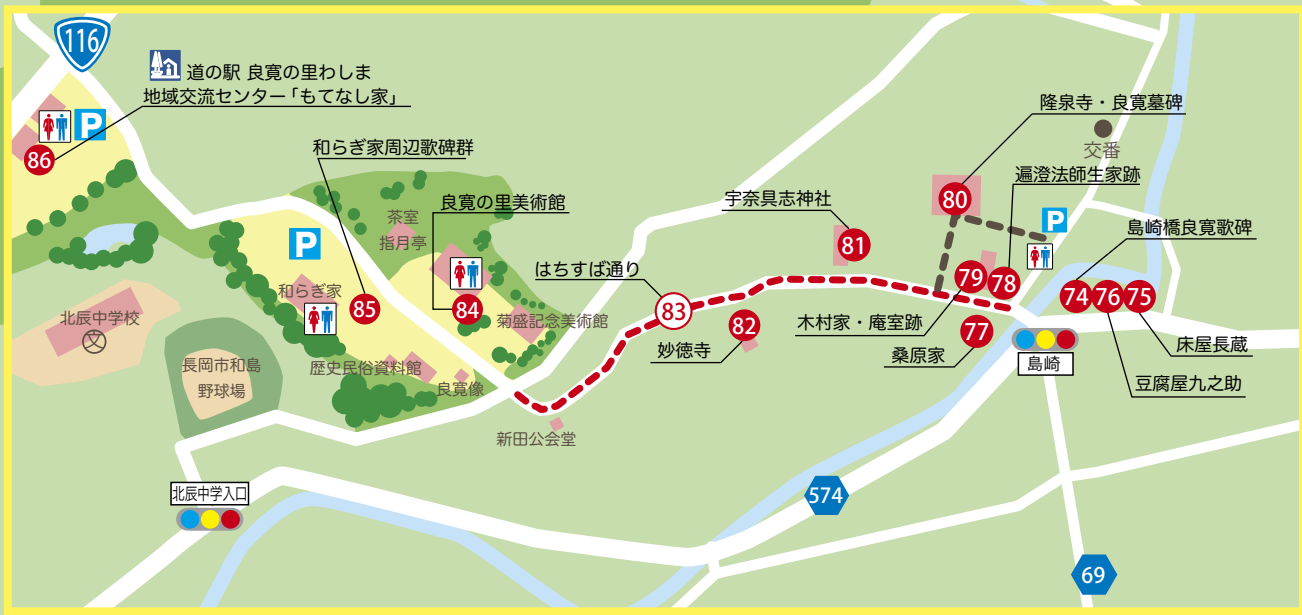 116
道の駅 良寛の里わしま
地域交流センター「もてなし家」
P
86
和らぎ家周辺歌碑群
良寛の里美術館
茶室
指月亭
P
和らぎ家
85
84
菊盛記念美術館
北辰中学校
文
長岡市和島
野球場
歴史民俗資料館
良寛像
新田公会堂
北辰中学入口
はちすば通り
83
妙徳寺
82
宇奈具志神社
81
隆泉寺・良寛墓碑
80
交番
遍澄法師生家跡
P
79
78
木村家・庵室跡
77
桑原家
島崎橋良寛歌碑
74
76
75
床屋長蔵
豆腐屋九之助
島崎
574
69